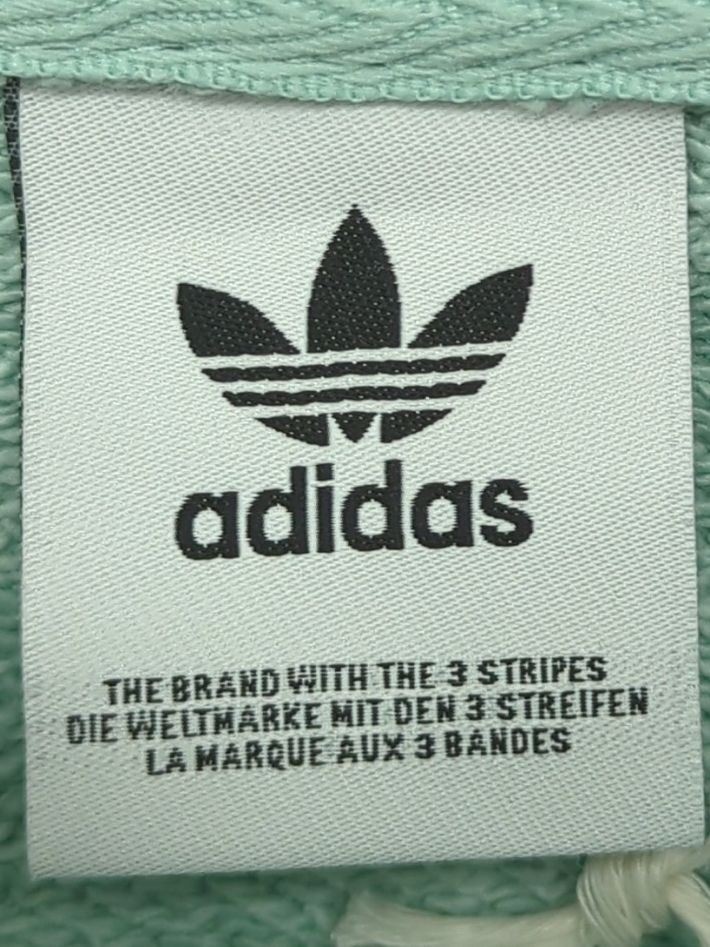 adidas
THE BRAND WITH THE 3 STRIPES
DIE WELTMARKE MIT DEN 3 STREIFEN
LA MARQUE AUX 3 BANDES